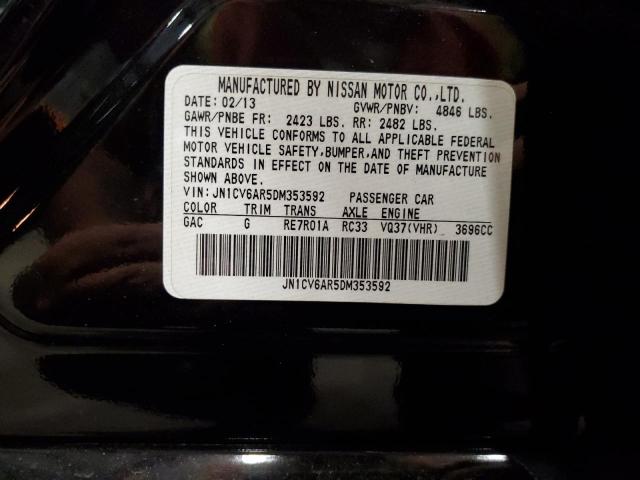 MANUFACTURED BY NISSAN MOTOR CO.,LTD.
DATE: 02/13 GVWR/PNBV: 4846 LBS.
GAWR/PNBE FR: 2423 LBS. RR: 2482 LBS.
THIS VEHICLE CONFORMS TO ALL APPLICABLE FEDERAL
MOTOR VEHICLE SAFETY,BUMPER,AND THEFT PREVENTION
STANDARDS IN EFFECT ON THE DATE OF MANUFACTURE
SHOWN ABOVE.
VIN: JN1CV6AR5DM353592 PASSENGER CAR
COLOR TRIM TRANS AXLE ENGINE
GAC G RE7R01A RC33 VQ37(VHR) 3696CC
JN1CV6AR5DM353592